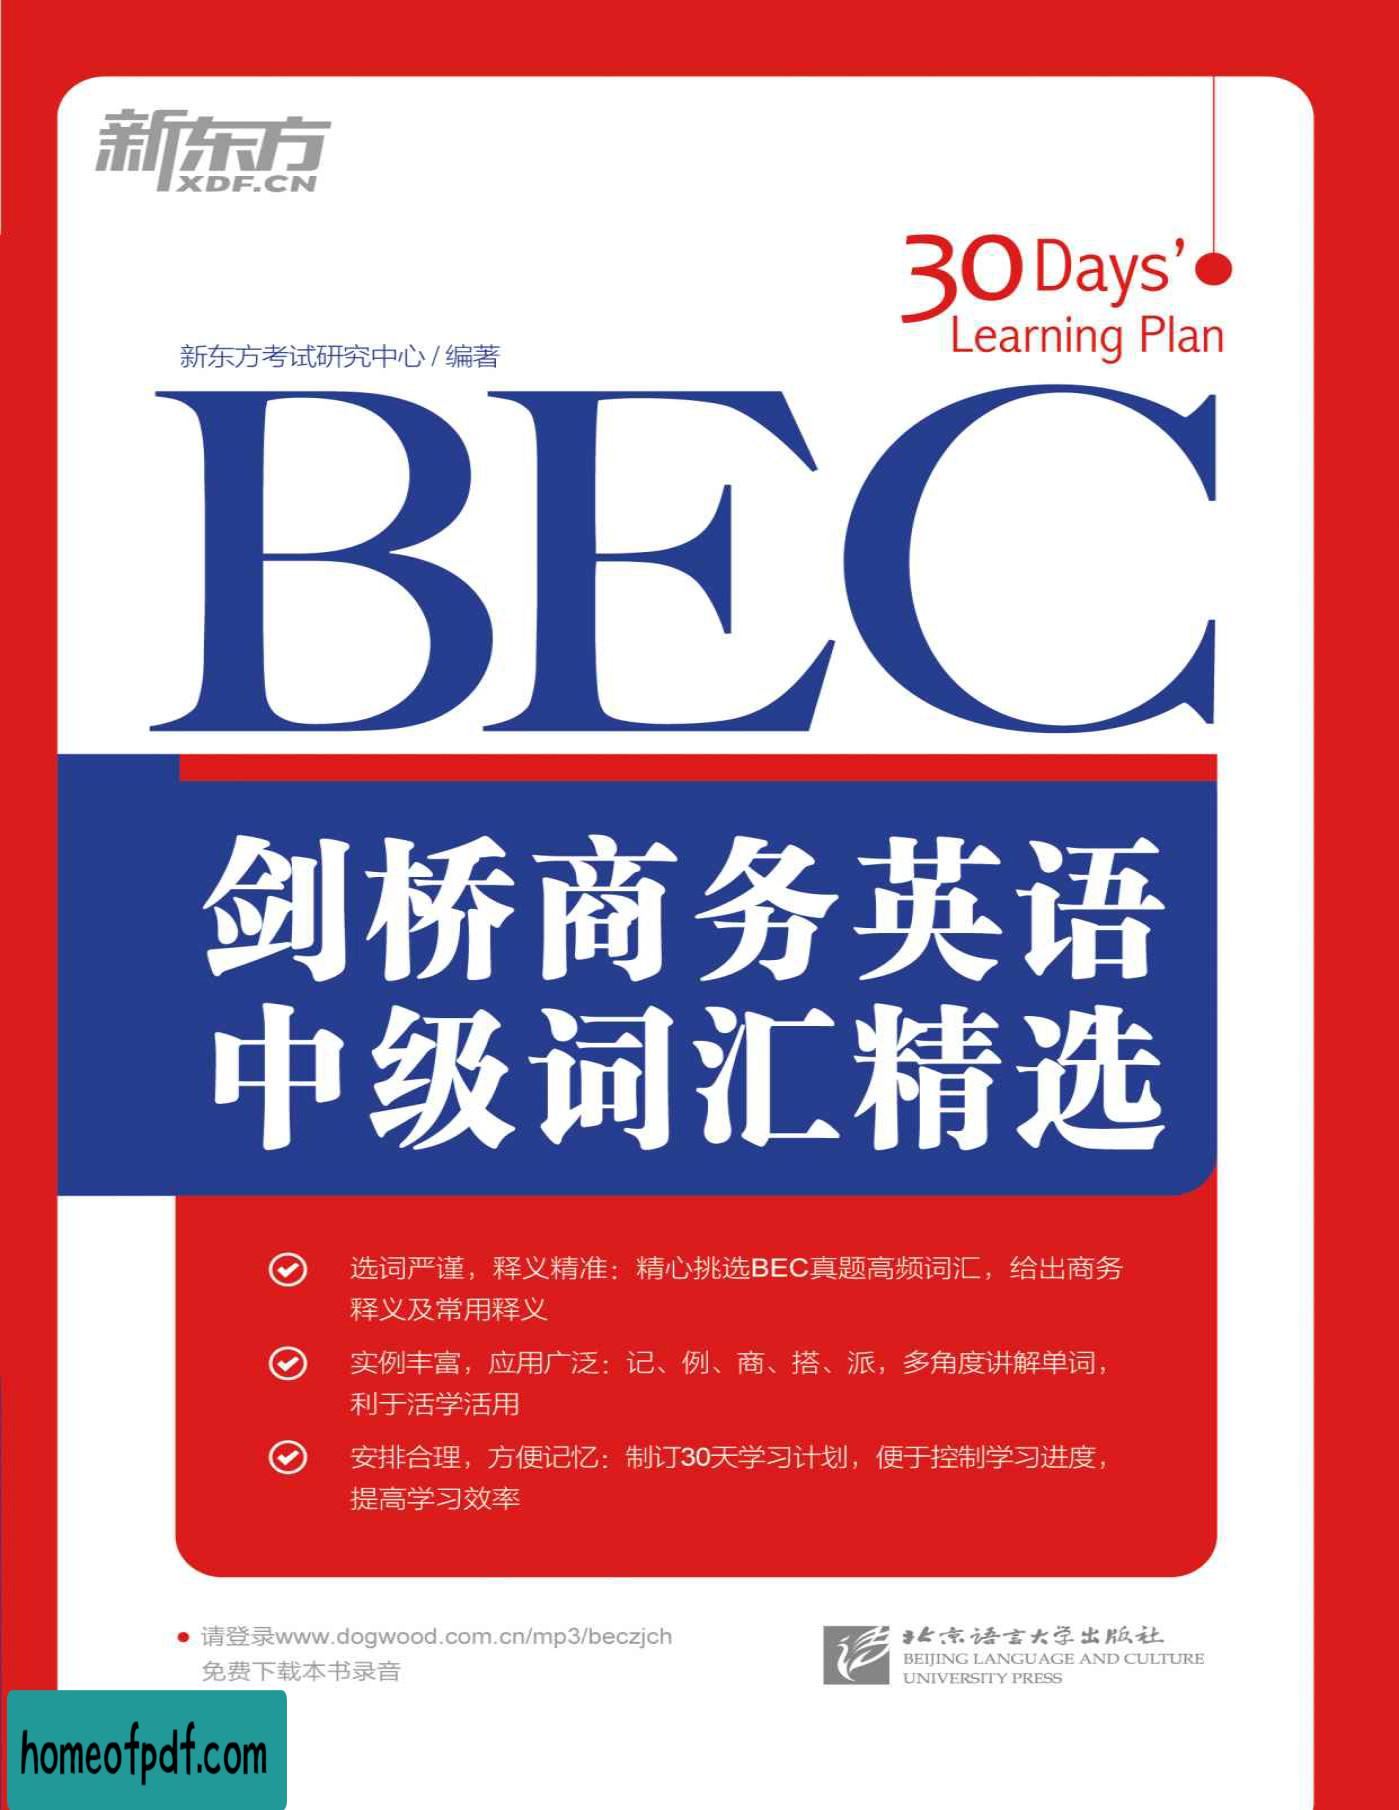 新东方
XDF.CN
30 Days'
Learning Plan
新东方考试研究中心 / 编著
BEC
剑桥商务英语
中级词汇精选
选词严谨，释义精准：精心挑选BEC真题高频词汇，给出商务
释义及常用释义
实例丰富，应用广泛：记、例、商、搭、派，多角度讲解单词，
利于活学活用
安排合理，方便记忆：制订30天学习计划，便于控制学习进度，
提高学习效率
请登录www.dogwood.com.cn/mp3/beczjch
免费下载本书录音
北京语言大学出版社
BEIJING LANGUAGE AND CULTURE
UNIVERSITY PRESS
homeofpdf.com